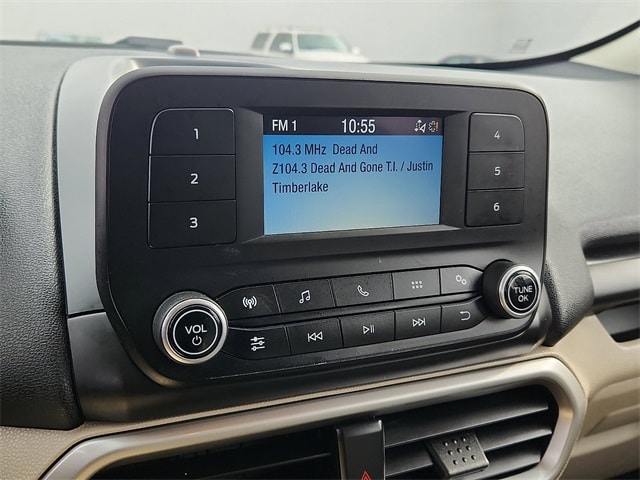 FM 1 10:55
104.3 MHz Dead And
Z104.3 Dead And Gone T.I. / Justin
Timberlake
1
2
3
4
5
6
VOL
TUNE
OK